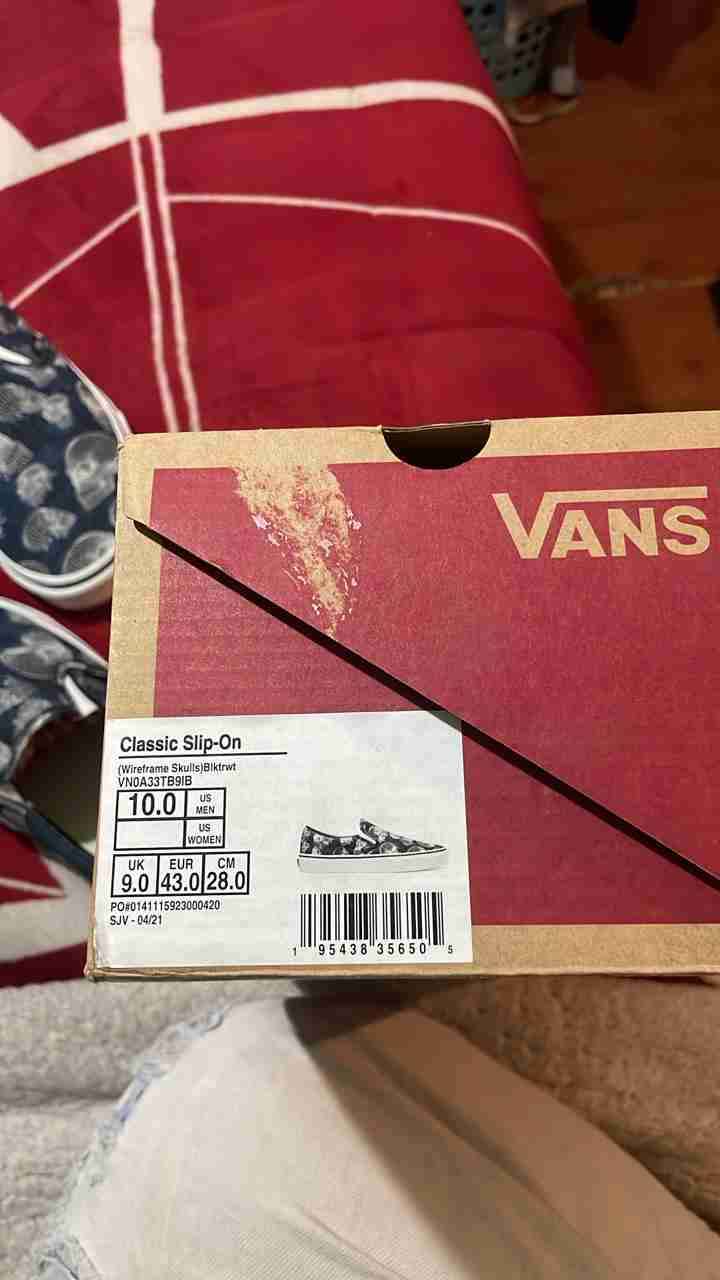 VANS
Classic Slip-On
(Wireframe Skulls)Blktrwt
VN0A33TB9IB
10.0 US MEN
US WOMEN
UK EUR CM
9.0 43.0 28.0
PO#0141115923000420
SJV - 04/21
1 95438 35650 5